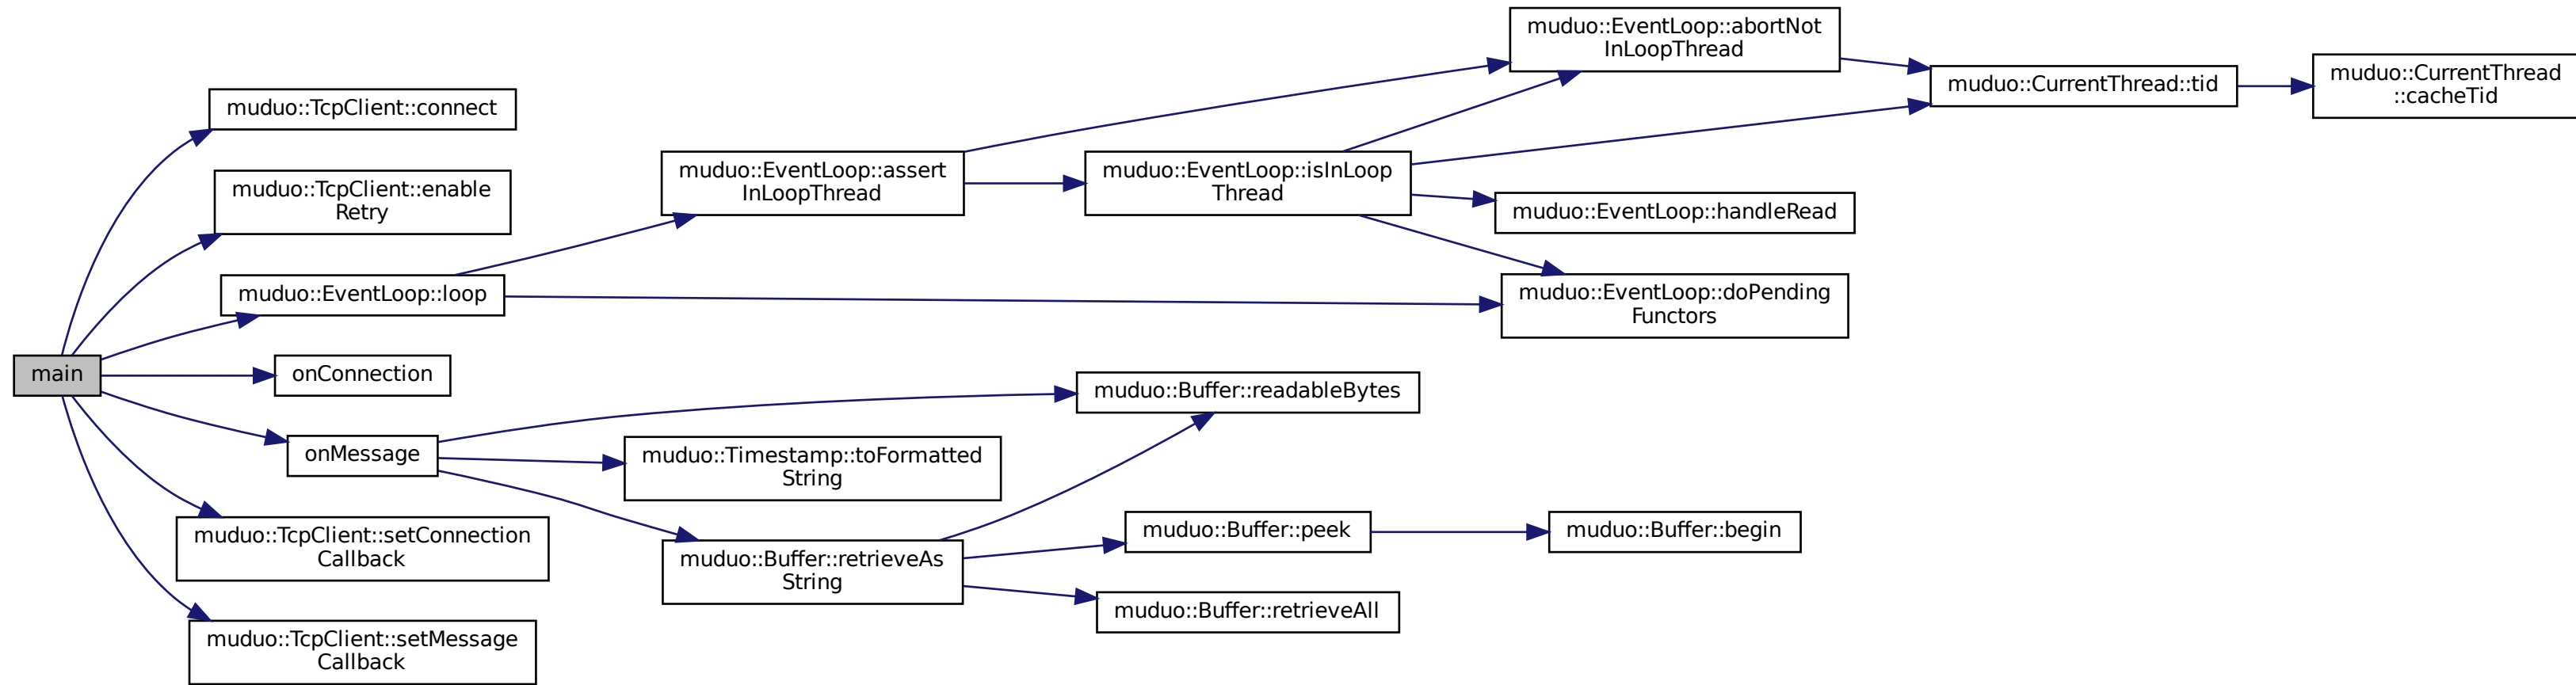 main
muduo::TcpClient::connect
muduo::TcpClient::enable
Retry
muduo::EventLoop::loop
onConnection
onMessage
muduo::TcpClient::setConnection
Callback
muduo::TcpClient::setMessage
Callback
muduo::EventLoop::assert
InLoopThread
muduo::Timestamp::toFormatted
String
muduo::Buffer::retrieveAs
String
muduo::EventLoop::isInLoop
Thread
muduo::Buffer::readableBytes
muduo::Buffer::peek
muduo::Buffer::retrieveAll
muduo::EventLoop::abortNot
InLoopThread
muduo::EventLoop::handleRead
muduo::EventLoop::doPending
Functors
muduo::Buffer::begin
muduo::CurrentThread::tid
muduo::CurrentThread
::cacheTid